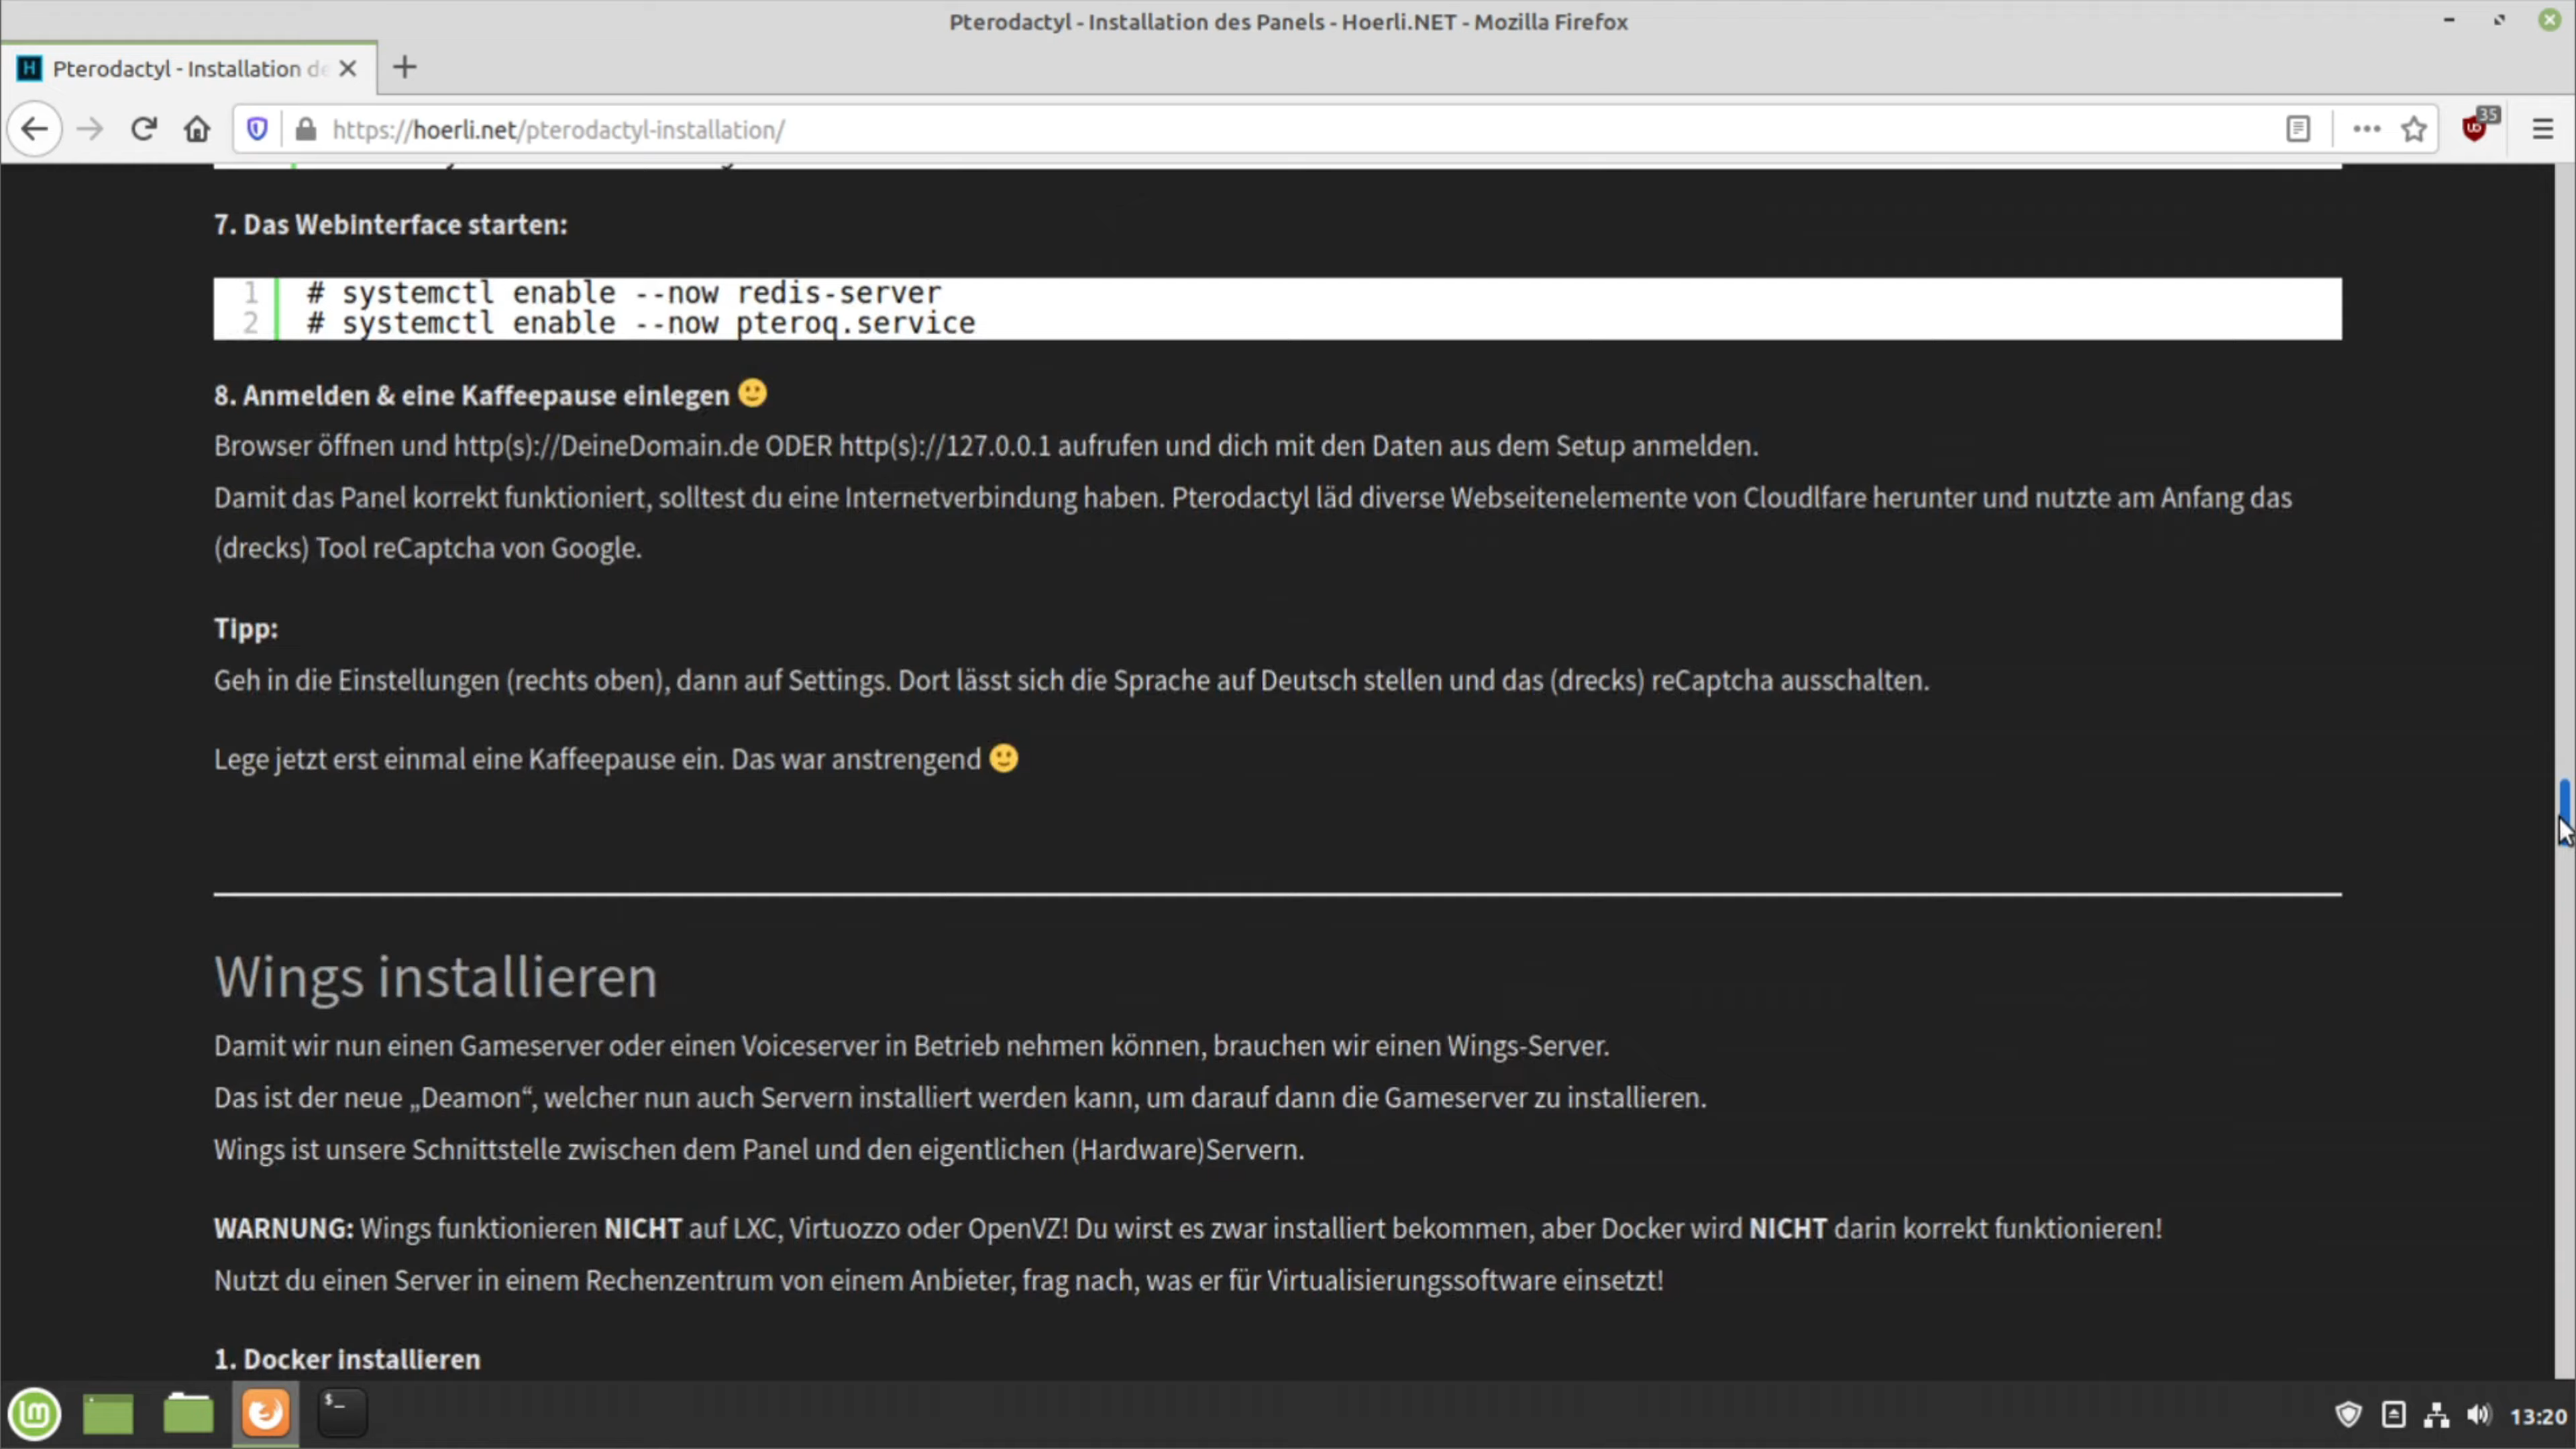 Pterodactyl - Installation des Panels - Hoerli.NET - Mozilla Firefox
H Pterodactyl - Installation de
https://hoerli.net/pterodactyl-installation/
35
7. Das Webinterface starten:
1 # systemctl enable --now redis-server
2 # systemctl enable --now pteroq.service
8. Anmelden & eine Kaffeepause einlegen 🙂
Browser öffnen und http(s)://DeineDomain.de ODER http(s)://127.0.0.1 aufrufen und dich mit den Daten aus dem Setup anmelden.
Damit das Panel korrekt funktioniert, solltest du eine Internetverbindung haben. Pterodactyl läd diverse Webseitenelemente von Cloudlfare herunter und nutzte am Anfang das
(drecks) Tool reCaptcha von Google.
Tipp:
Geh in die Einstellungen (rechts oben), dann auf Settings. Dort lässt sich die Sprache auf Deutsch stellen und das (drecks) reCaptcha ausschalten.
Lege jetzt erst einmal eine Kaffeepause ein. Das war anstrengend 🙂
Wings installieren
Damit wir nun einen Gameserver oder einen Voiceserver in Betrieb nehmen können, brauchen wir einen Wings-Server.
Das ist der neue „Deamon“, welcher nun auch Servern installiert werden kann, um darauf dann die Gameserver zu installieren.
Wings ist unsere Schnittstelle zwischen dem Panel und den eigentlichen (Hardware)Servern.
WARNUNG: Wings funktionieren NICHT auf LXC, Virtuozzo oder OpenVZ! Du wirst es zwar installiert bekommen, aber Docker wird NICHT darin korrekt funktionieren!
Nutzt du einen Server in einem Rechenzentrum von einem Anbieter, frag nach, was er für Virtualisierungssoftware einsetzt!
1. Docker installieren
13:20